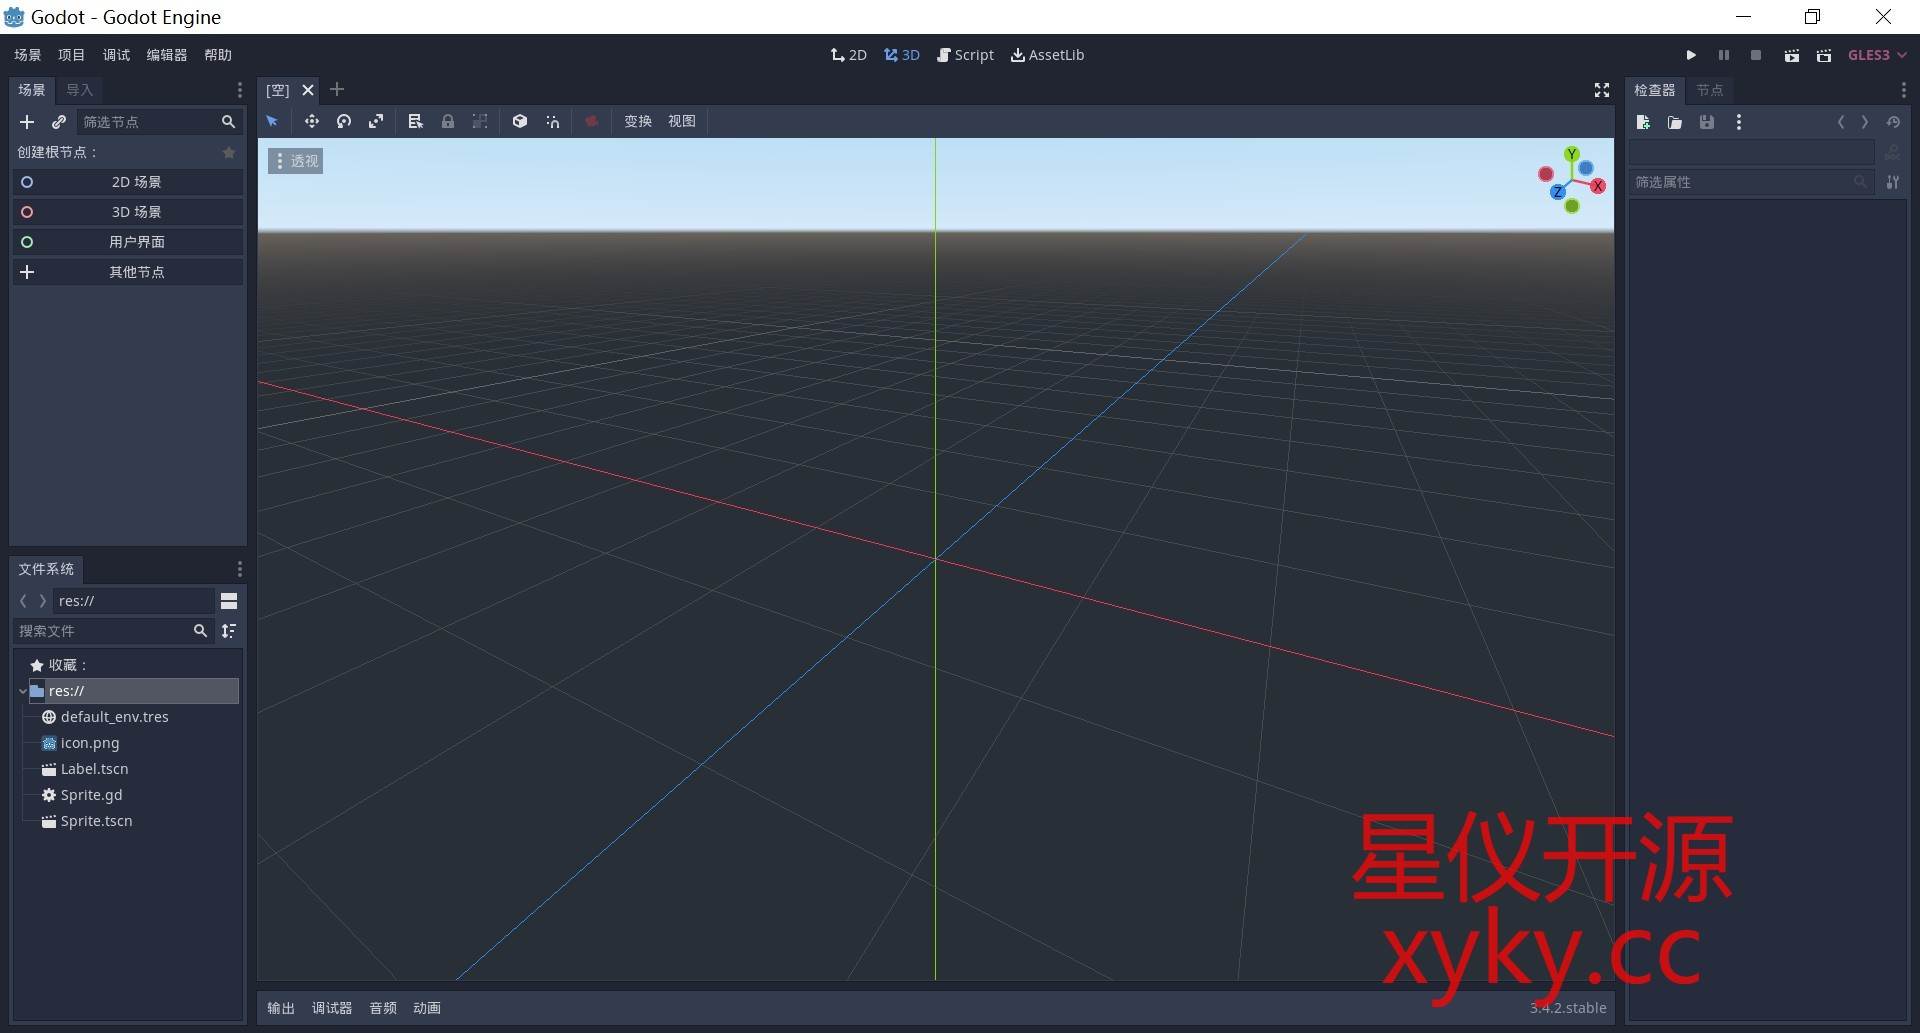 Godot - Godot Engine
场景 项目 调试 编辑器 帮助
2D 3D Script AssetLib
GLES3
场景 导入
[空]
检查器 节点
筛选节点
变换 视图
创建根节点：
2D 场景
3D 场景
用户界面
其他节点
透视
Y
X
Z
筛选属性
文件系统
res://
搜索文件
收藏：
res://
default_env.tres
icon.png
Label.tscn
Sprite.gd
Sprite.tscn
输出 调试器 音频 动画
3.4.2.stable
星仪开源
xyky.cc